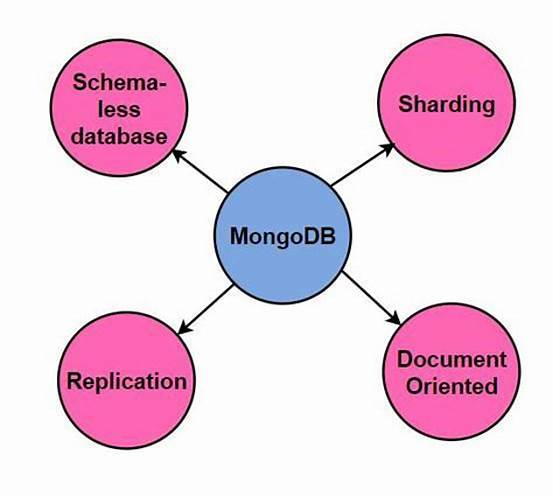 Schema-
less
database
Sharding
MongoDB
Replication
Document
Oriented